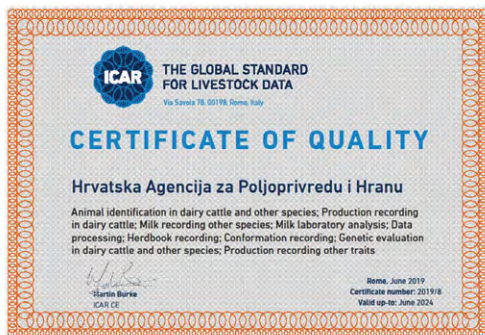 ICAR
THE GLOBAL STANDARD
FOR LIVESTOCK DATA
Via Savoia 78, 00198, Rome, Italy
CERTIFICATE OF QUALITY
Hrvatska Agencija za Poljoprivredu i Hranu
Animal identification in dairy cattle and other species; Production recording
in dairy cattle; Milk recording other species; Milk laboratory analysis; Data
processing; Herdbook recording; Conformation recording; Genetic evaluation
in dairy cattle and other species; Production recording other traits
Martin Burke
ICAR CE
Rome, June 2019
Certificate number: 2019/8
Valid up-to: June 2024